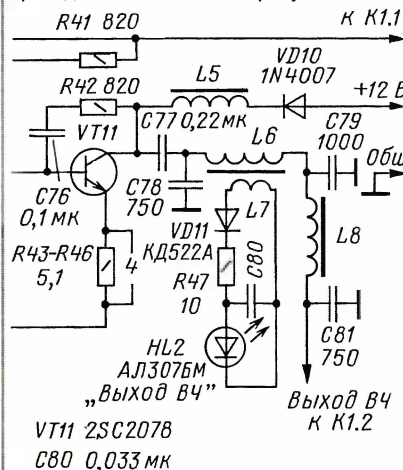 R41 820
к К1.1
R42 820
L5
VD10
1N4007
+12 В
VT11
C77 0,22мк
L6
C79
1000
Общ
C76
0,1 мк
C78
750
L7
VD11
КД522А
C80
L8
R43-R46
5,1
4
R47
10
C81
750
HL2
АЛ307БМ
„Выход ВЧ”
Выход ВЧ
к К1.2
VT11 2SC2078
C80 0,033 мк